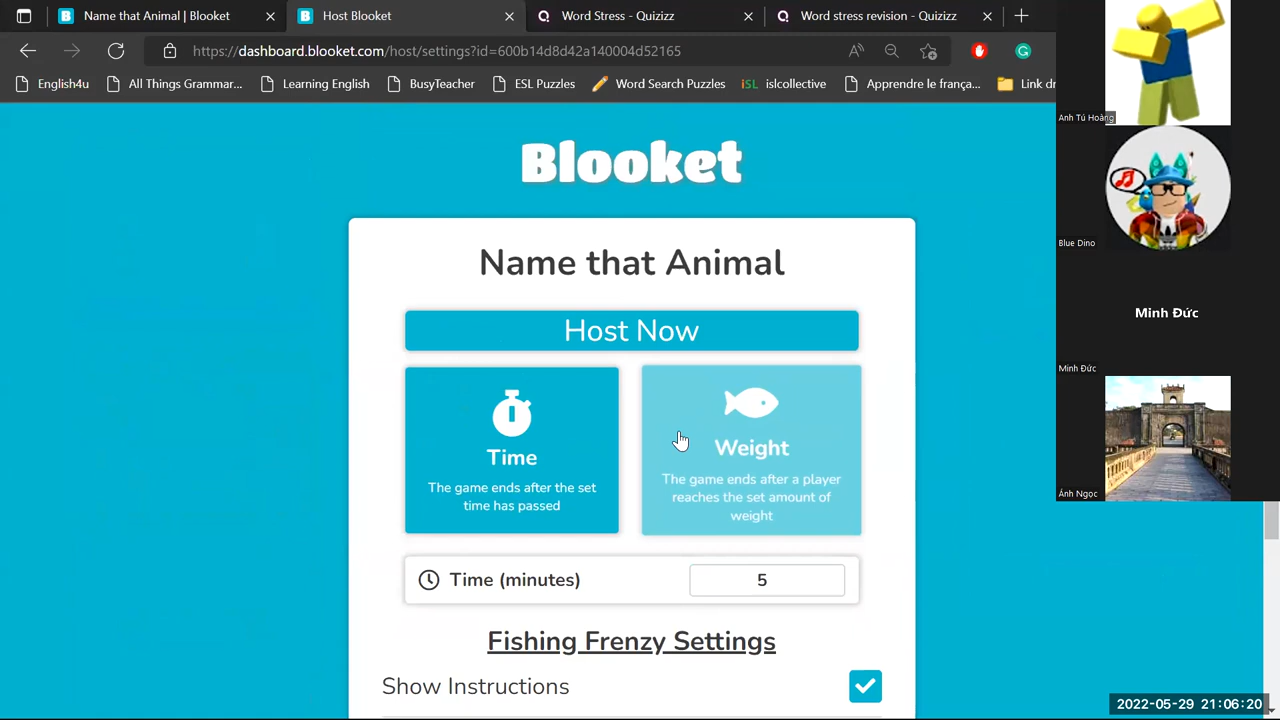 Name that Animal | Blooket
Host Blooket
Word Stress - Quizizz
Word stress revision - Quizizz
https://dashboard.blooket.com/host/settings?id=600b14d8d42a140004d52165
English4u
All Things Grammar...
Learning English
ESL Puzzles
Word Search Puzzles
iSL islcollective
Apprendre le frança...
Blooket
Name that Animal
Host Now
Time
The game ends after the set
time has passed
Weight
The game ends after a player
reaches the set amount of
weight
Time (minutes)
5
Fishing Frenzy Settings
Show Instructions
Anh Tú Hoàng
Blue Dino
Minh Đức
Minh Đức
Ánh Ngọc
2022-05-29 21:06:20